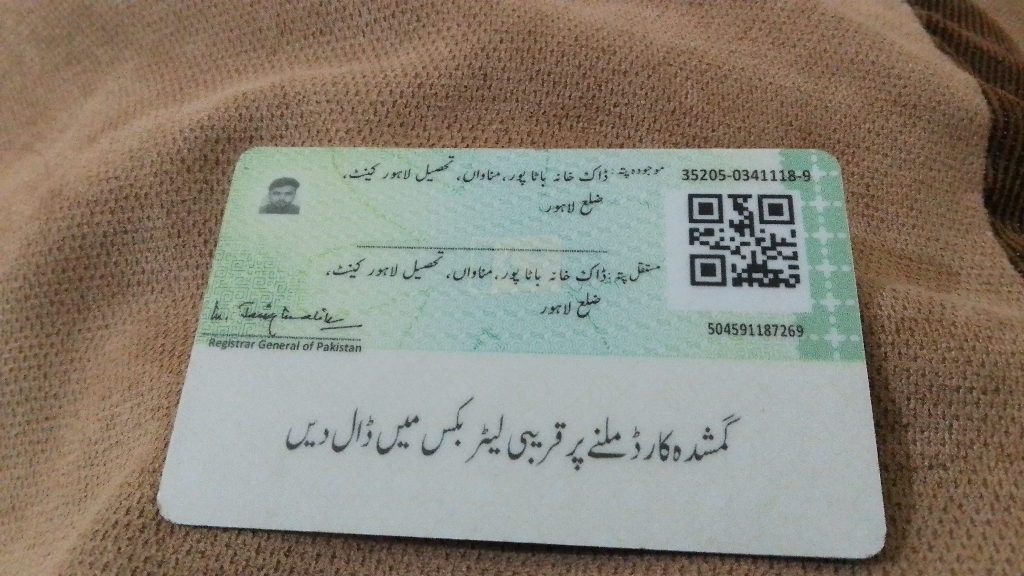 35205-0341118-9
موجودہ پتہ: ڈاک خانہ باٹا پور، مناواں، تحصیل لاہور کینٹ،
ضلع لاہور
مستقل پتہ: ڈاک خانہ باٹا پور، مناواں، تحصیل لاہور کینٹ،
ضلع لاہور
504591187269
Registrar General of Pakistan
گمشدہ کارڈ ملنے پر قریبی لیٹر بکس میں ڈال دیں